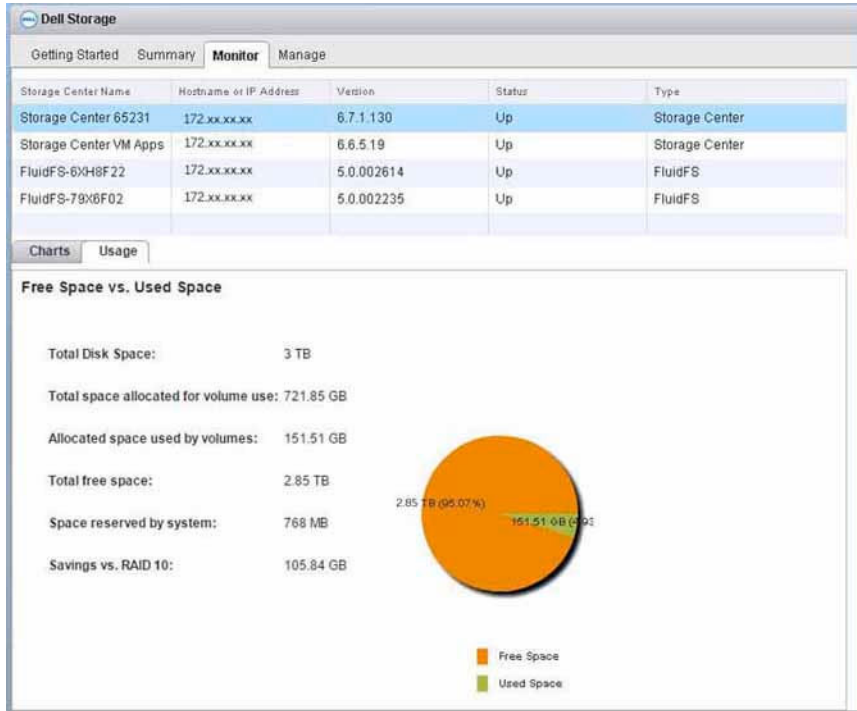 DELL Dell Storage
Getting Started Summary Monitor Manage
Storage Center Name Hostname or IP Address Version Status Type
Storage Center 65231 172.xx.xx.xx 6.7.1.130 Up Storage Center
Storage Center VM Apps 172.xx.xx.xx 6.6.5.19 Up Storage Center
FluidFS-6XH8F22 172.xx.xx.xx 5.0.002614 Up FluidFS
FluidFS-79X6F02 172.xx.xx.xx 5.0.002235 Up FluidFS
Charts Usage
Free Space vs. Used Space
Total Disk Space: 3 TB
Total space allocated for volume use: 721.85 GB
Allocated space used by volumes: 151.51 GB
Total free space: 2.85 TB
2.85 TB (95.07%) 151.51 GB (4.93
Space reserved by system: 768 MB
Savings vs. RAID 10: 105.84 GB
Free Space
Used Space